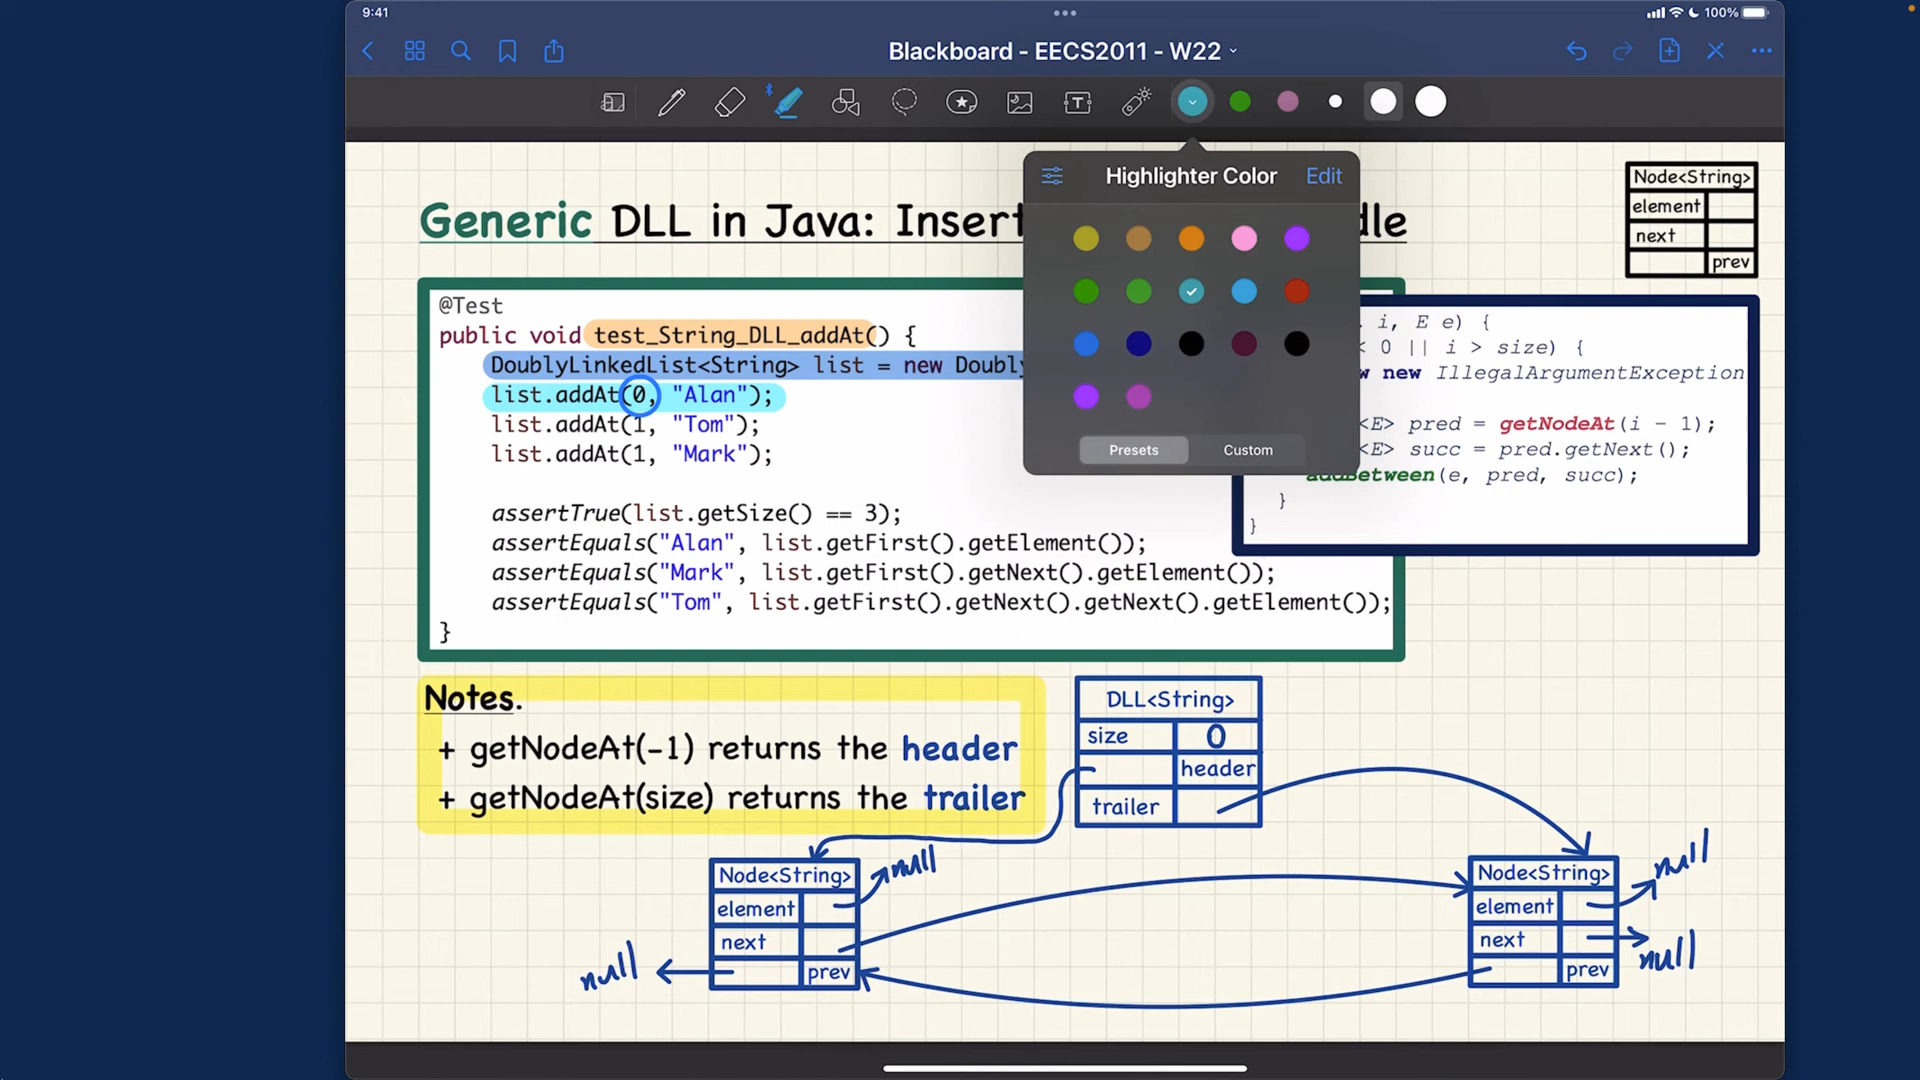 9:41
100%
Blackboard - EECS2011 - W22
Highlighter Color
Edit
Presets
Custom
Generic DLL in Java: Insert
dle
Node<String>
element
next
prev
@Test
public void test_String_DLL_addAt() {
DoublyLinkedList<String> list = new Doubly
list.addAt(0, "Alan");
list.addAt(1, "Tom");
list.addAt(1, "Mark");
assertTrue(list.getSize() == 3);
assertEquals("Alan", list.getFirst().getElement());
assertEquals("Mark", list.getFirst().getNext().getElement());
assertEquals("Tom", list.getFirst().getNext().getNext().getElement());
}
i, E e) {
< 0 || i > size) {
w new IllegalArgumentException
<E> pred = getNodeAt(i - 1);
<E> succ = pred.getNext();
addBetween(e, pred, succ);
}
}
Notes.
+ getNodeAt(-1) returns the header
+ getNodeAt(size) returns the trailer
DLL<String>
size 0
header
trailer
Node<String>
element
next
prev
null
null
Node<String>
element
next
prev
null
null